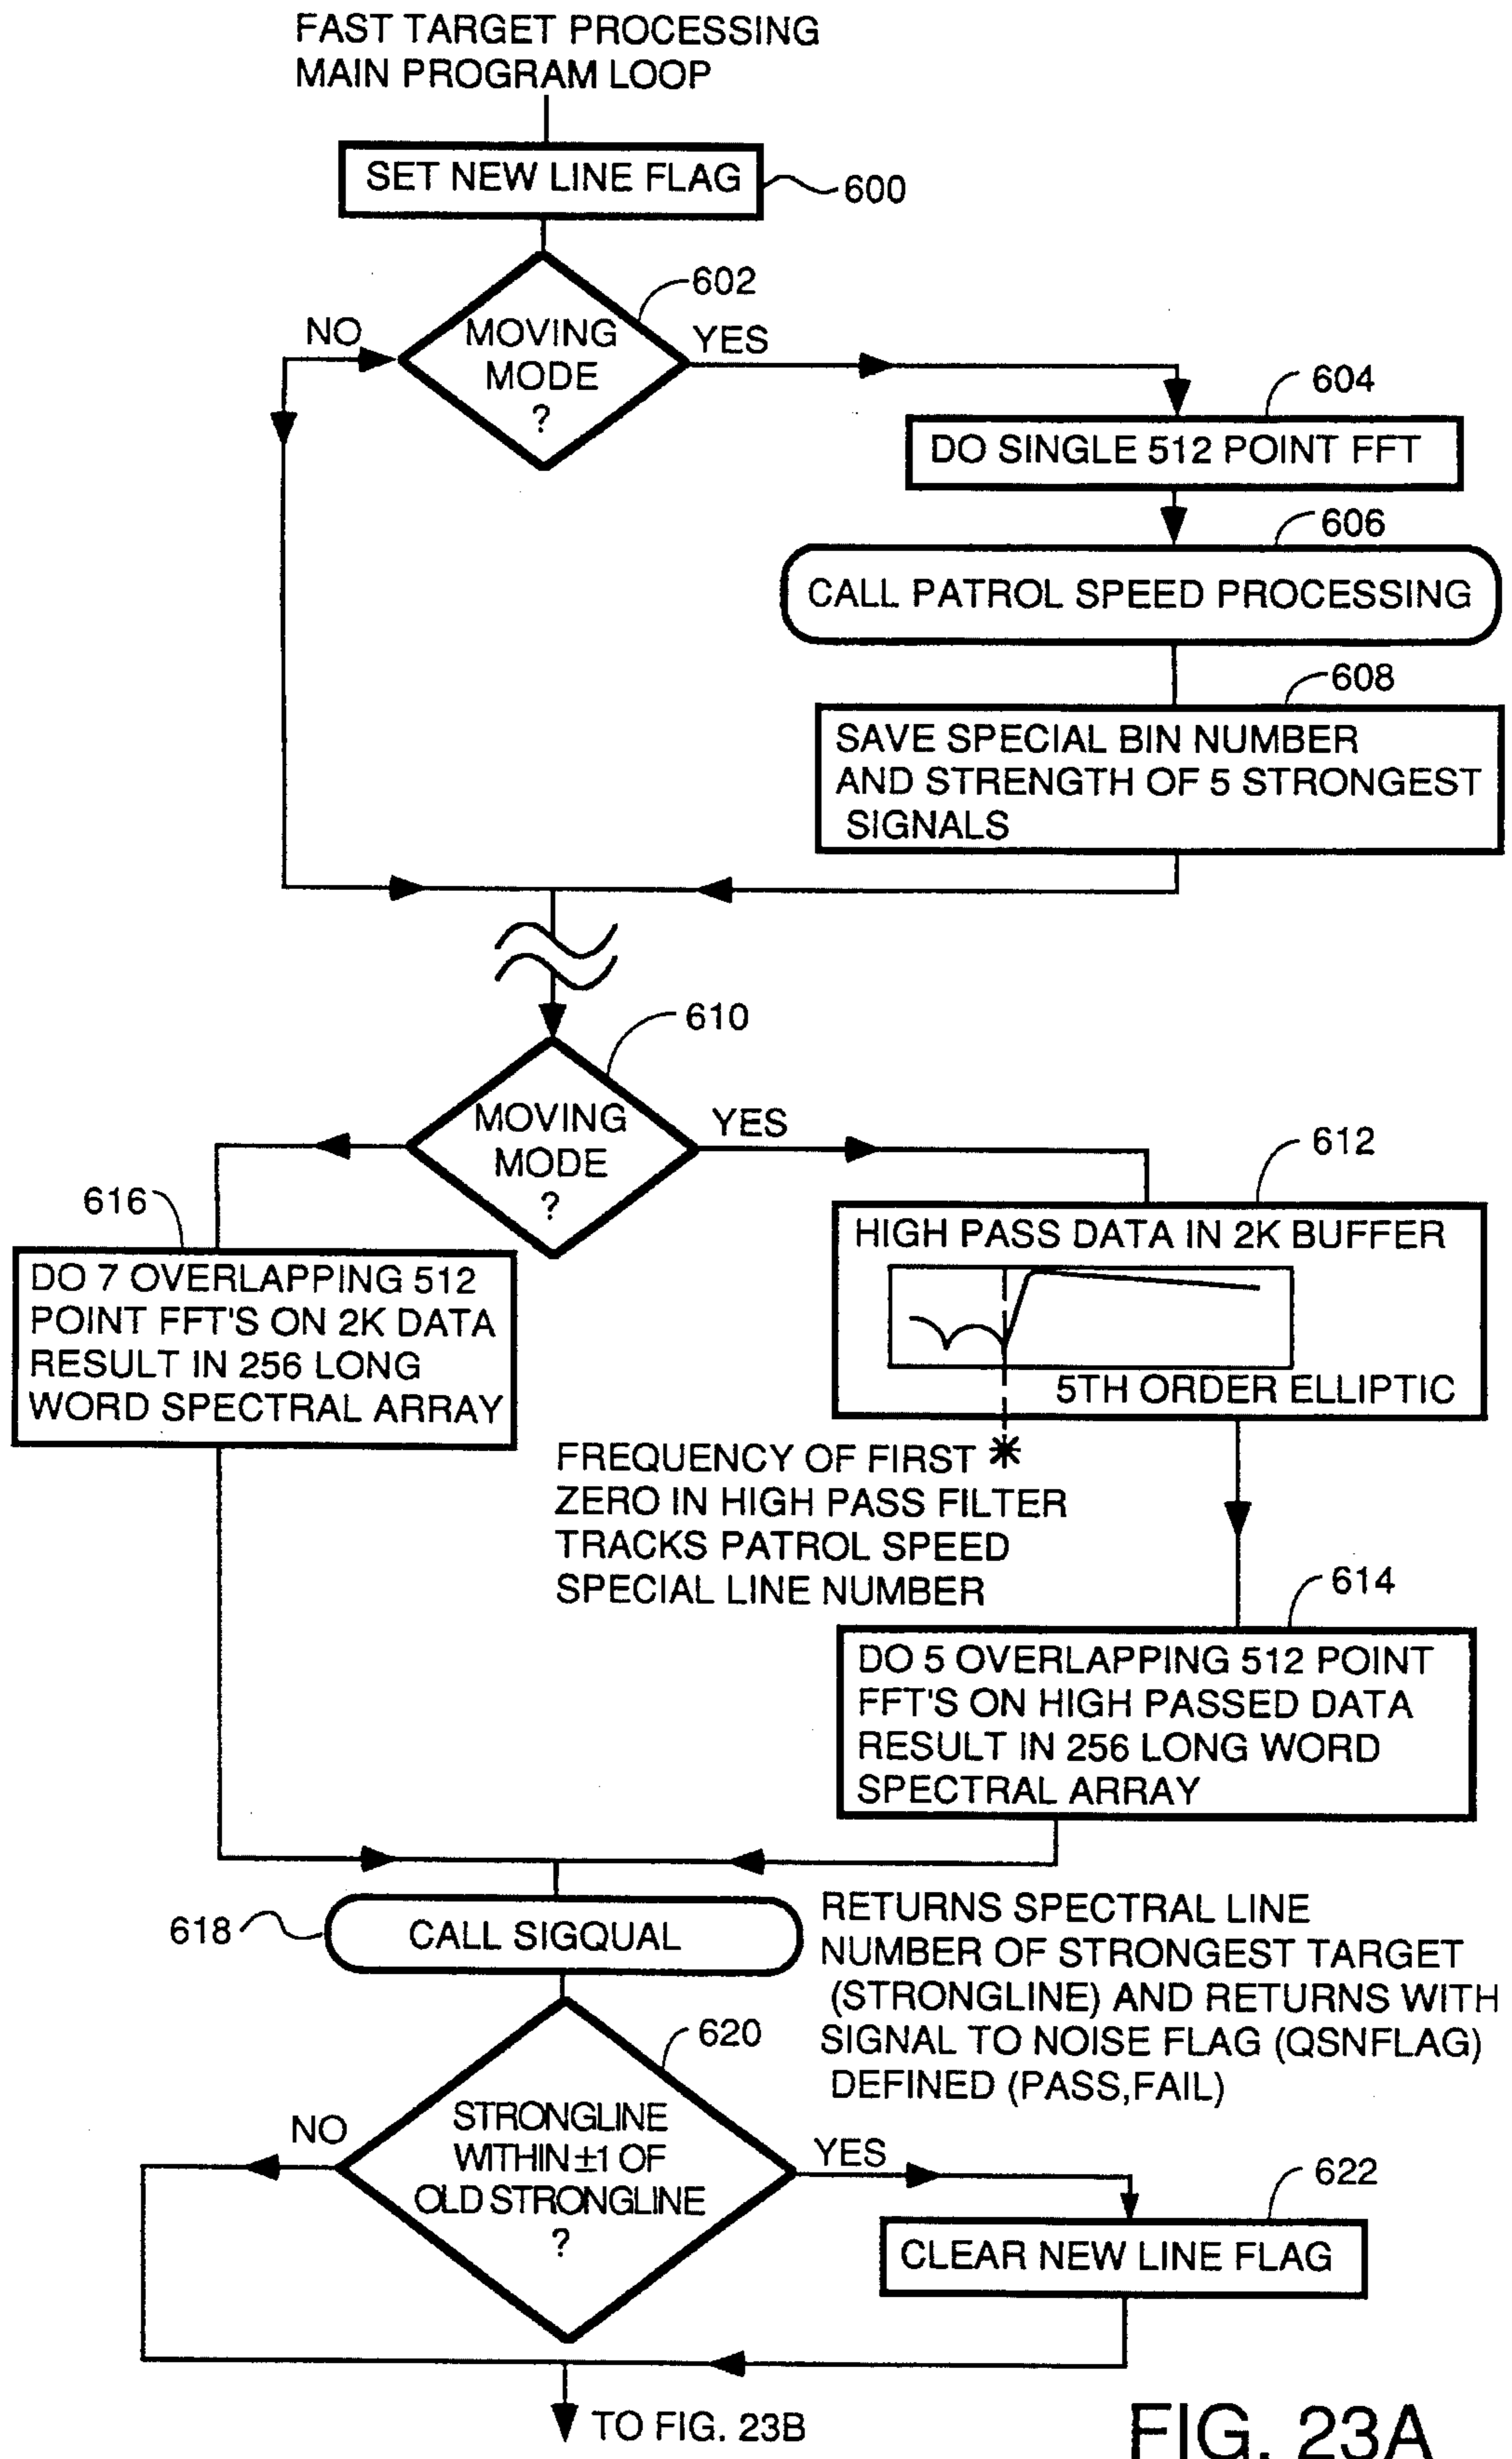 FAST TARGET PROCESSING
MAIN PROGRAM LOOP
SET NEW LINE FLAG
600
602
NO
MOVING
MODE
?
YES
604
DO SINGLE 512 POINT FFT
606
CALL PATROL SPEED PROCESSING
608
SAVE SPECIAL BIN NUMBER
AND STRENGTH OF 5 STRONGEST
SIGNALS
610
MOVING
MODE
?
YES
612
HIGH PASS DATA IN 2K BUFFER
5TH ORDER ELLIPTIC
616
DO 7 OVERLAPPING 512
POINT FFT'S ON 2K DATA
RESULT IN 256 LONG
WORD SPECTRAL ARRAY
FREQUENCY OF FIRST *
ZERO IN HIGH PASS FILTER
TRACKS PATROL SPEED
SPECIAL LINE NUMBER
614
DO 5 OVERLAPPING 512 POINT
FFT'S ON HIGH PASSED DATA
RESULT IN 256 LONG WORD
SPECTRAL ARRAY
618
CALL SIGQUAL
RETURNS SPECTRAL LINE
NUMBER OF STRONGEST TARGET
(STRONGLINE) AND RETURNS WITH
SIGNAL TO NOISE FLAG (QSNFLAG)
DEFINED (PASS,FAIL)
620
NO
STRONGLINE
WITHIN ±1 OF
OLD STRONGLINE
?
YES
622
CLEAR NEW LINE FLAG
TO FIG. 23B
FIG. 23A